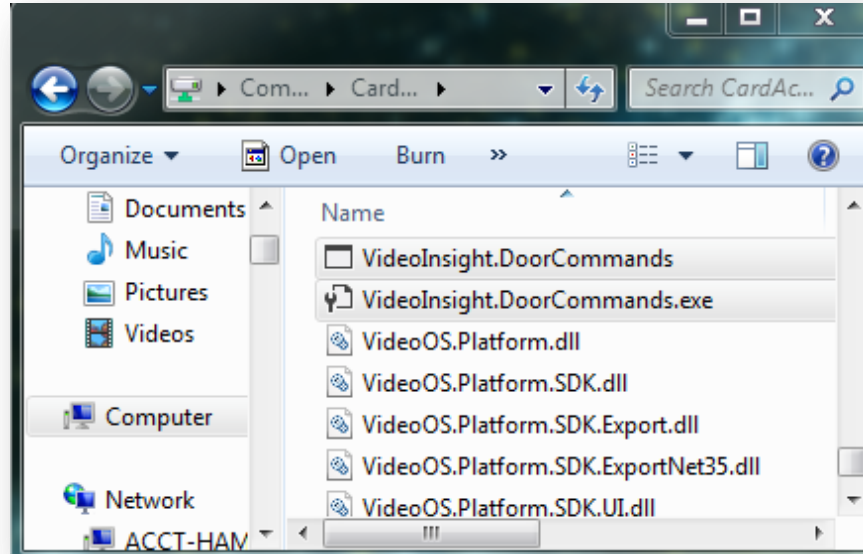 Com... Card...
Search CardAc...
Organize Open Burn »
Documents
Music
Pictures
Videos
Computer
Network
ACCT-HAM
Name
VideoInsight.DoorCommands
VideoInsight.DoorCommands.exe
VideoOS.Platform.dll
VideoOS.Platform.SDK.dll
VideoOS.Platform.SDK.Export.dll
VideoOS.Platform.SDK.ExportNet35.dll
VideoOS.Platform.SDK.UI.dll